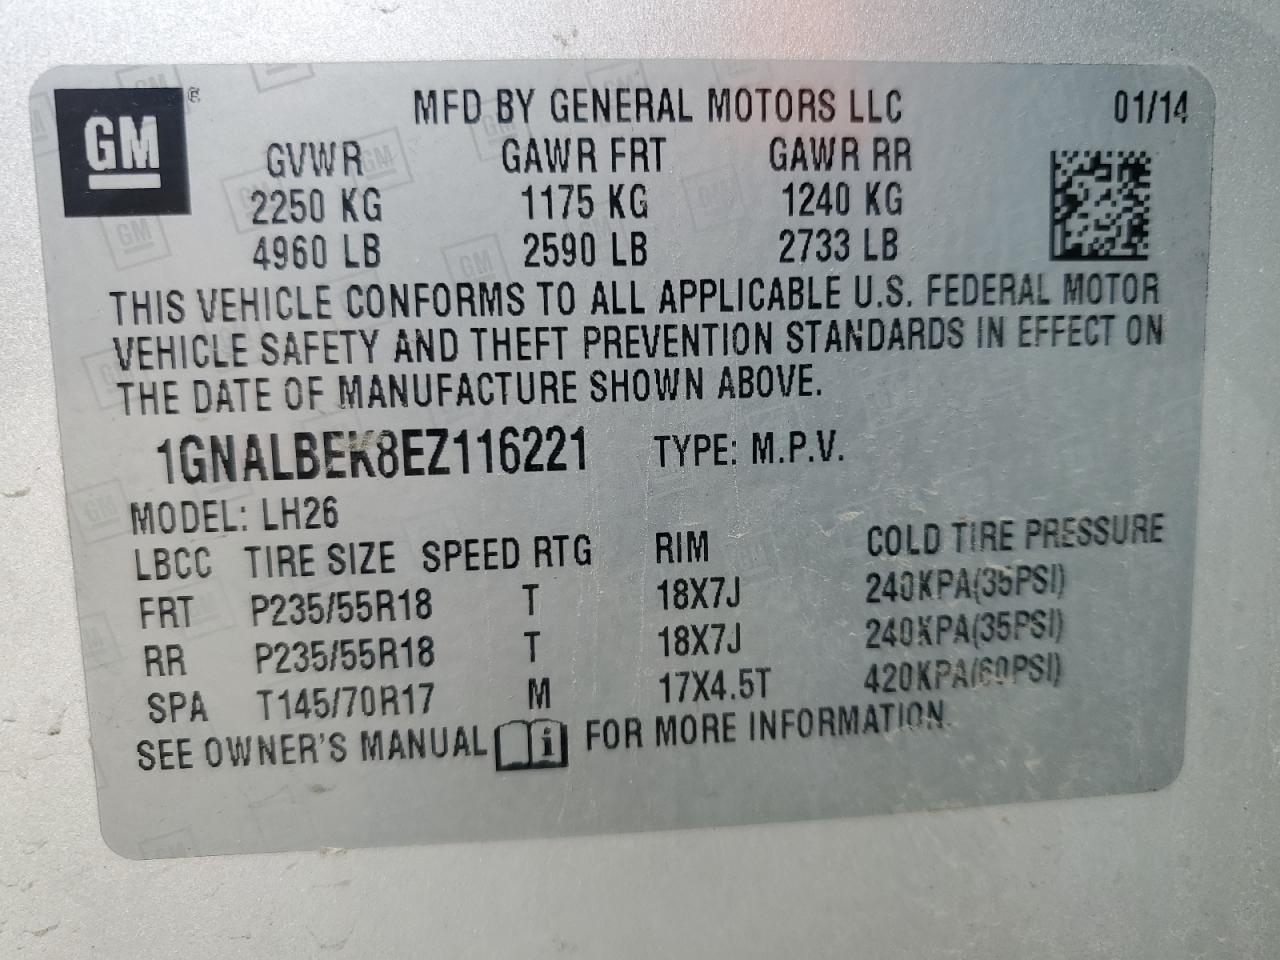 GM ®
MFD BY GENERAL MOTORS LLC 01/14
GVWR GAWR FRT GAWR RR
2250 KG 1175 KG 1240 KG
4960 LB 2590 LB 2733 LB
THIS VEHICLE CONFORMS TO ALL APPLICABLE U.S. FEDERAL MOTOR
VEHICLE SAFETY AND THEFT PREVENTION STANDARDS IN EFFECT ON
THE DATE OF MANUFACTURE SHOWN ABOVE.
1GNALBEK8EZ116221 TYPE: M.P.V.
MODEL: LH26
LBCC TIRE SIZE SPEED RTG RIM COLD TIRE PRESSURE
FRT P235/55R18 T 18X7J 240KPA(35PSI)
RR P235/55R18 T 18X7J 240KPA(35PSI)
SPA T145/70R17 M 17X4.5T 420KPA(60PSI)
SEE OWNER'S MANUAL i FOR MORE INFORMATION.